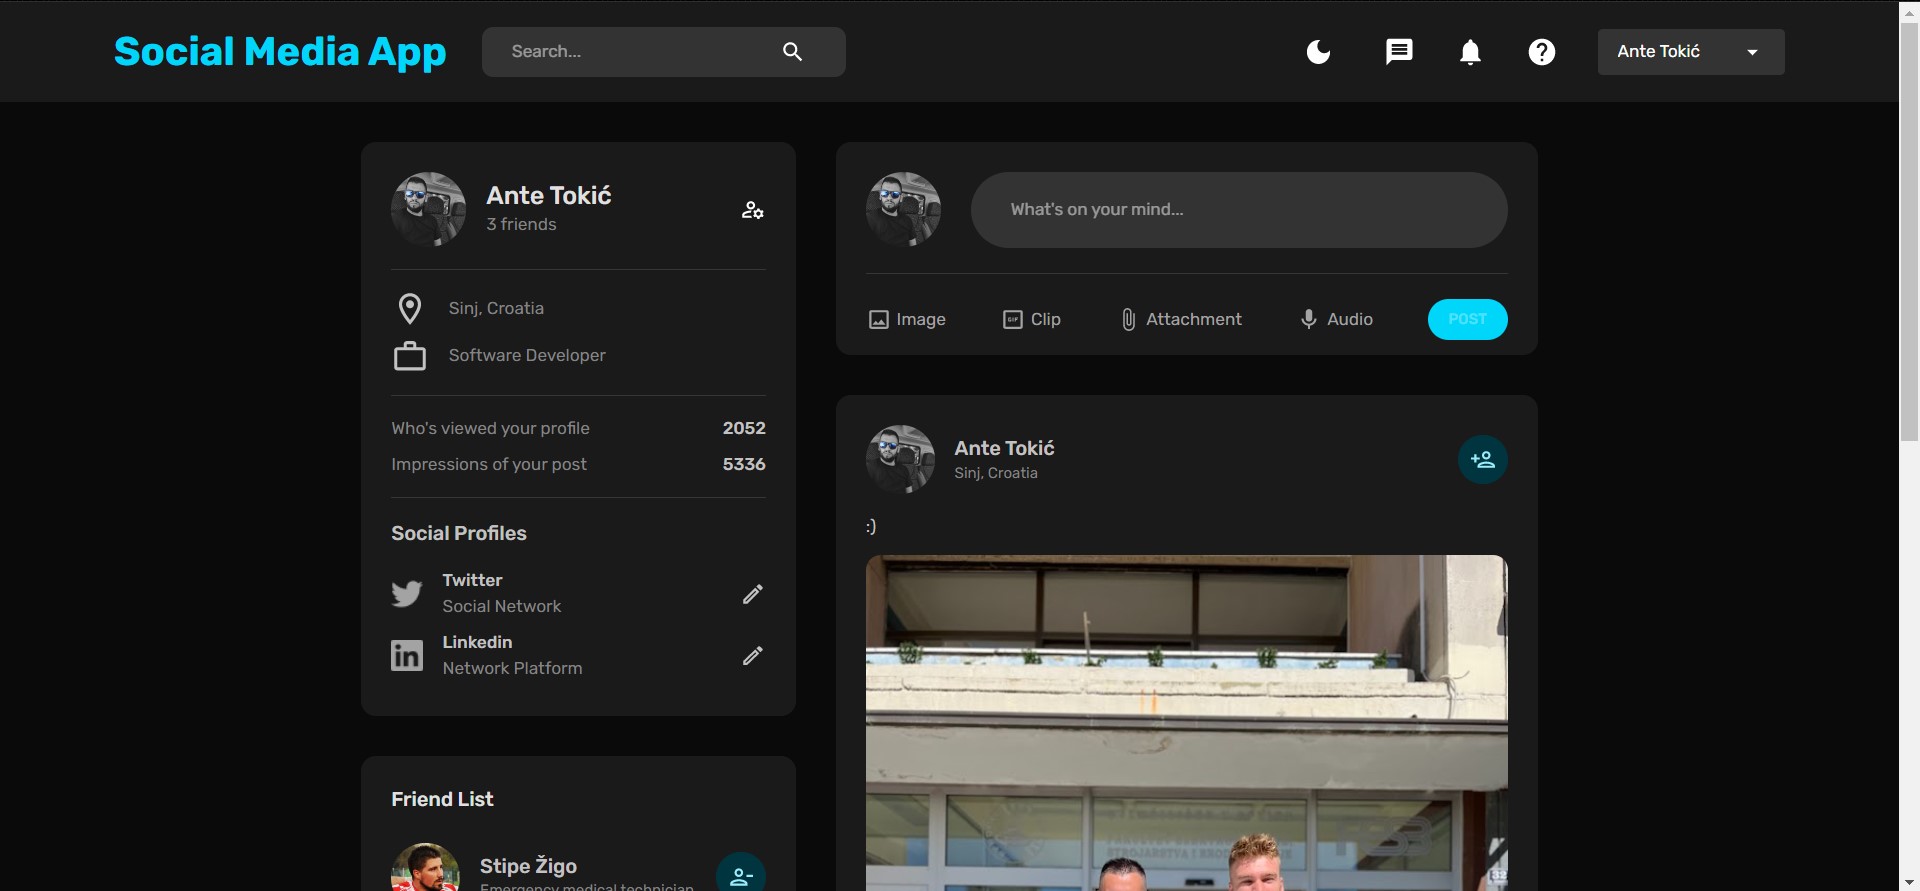 Social Media App
Search...
Ante Tokić
Ante Tokić
3 friends
Sinj, Croatia
Software Developer
Who's viewed your profile 2052
Impressions of your post 5336
Social Profiles
Twitter
Social Network
Linkedin
Network Platform
Friend List
Stipe Žigo
Emergency medical technician
What's on your mind...
Image
GIF Clip
Attachment
Audio
POST
Ante Tokić
Sinj, Croatia
:)
32